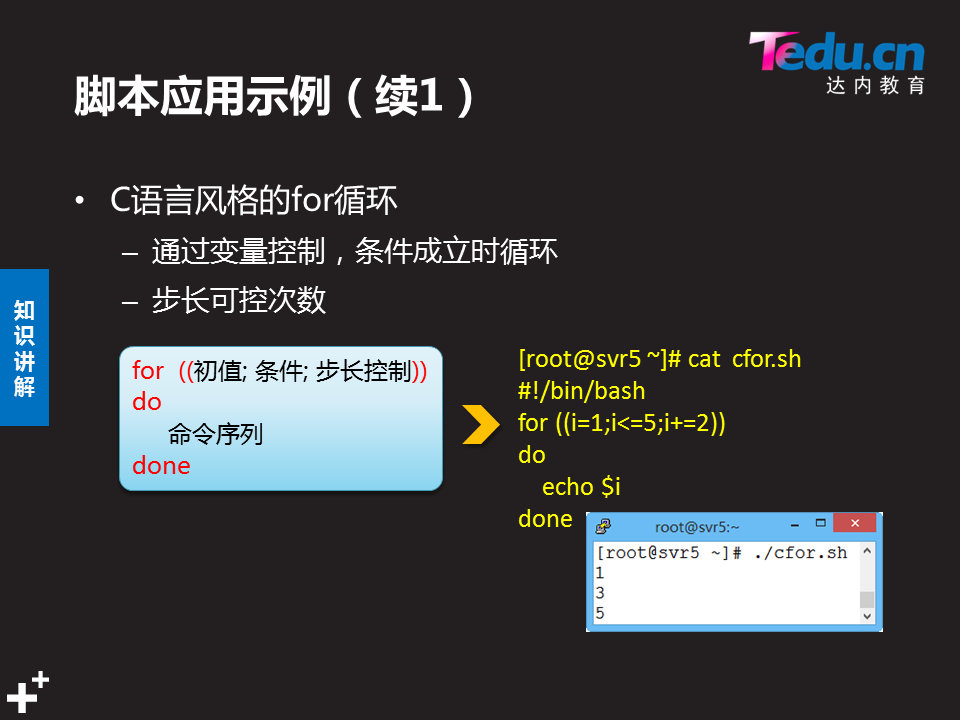 Tedu.cn
达内教育
脚本应用示例（续1）
• C语言风格的for循环
– 通过变量控制，条件成立时循环
– 步长可控次数
知识讲解
for ((初值; 条件; 步长控制))
do
命令序列
done
[root@svr5 ~]# cat cfor.sh
#!/bin/bash
for ((i=1;i<=5;i+=2))
do
echo $i
done
root@svr5:~
[root@svr5 ~]# ./cfor.sh
1
3
5